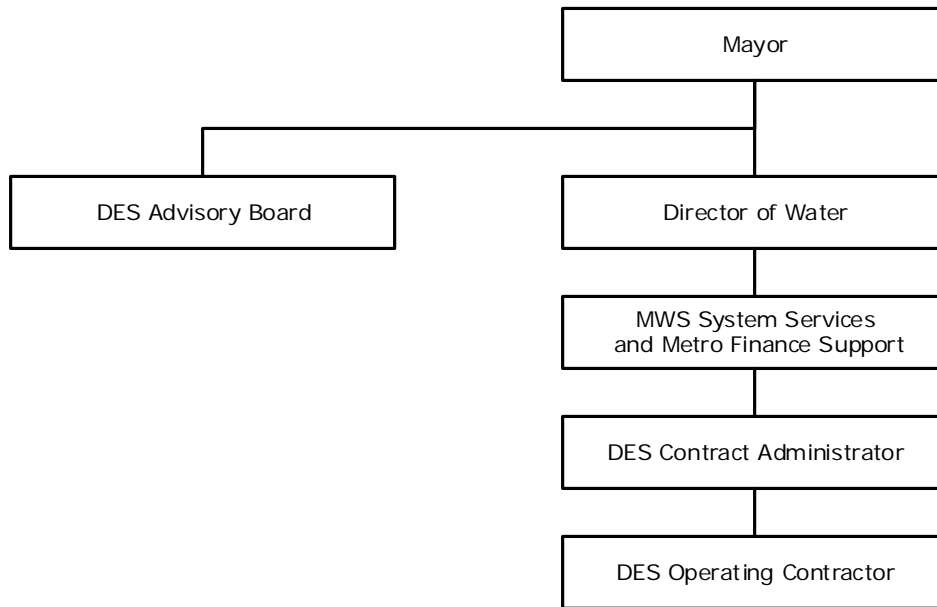 Mayor
DES Advisory Board
Director of Water
MWS System Services
and Metro Finance Support
DES Contract Administrator
DES Operating Contractor